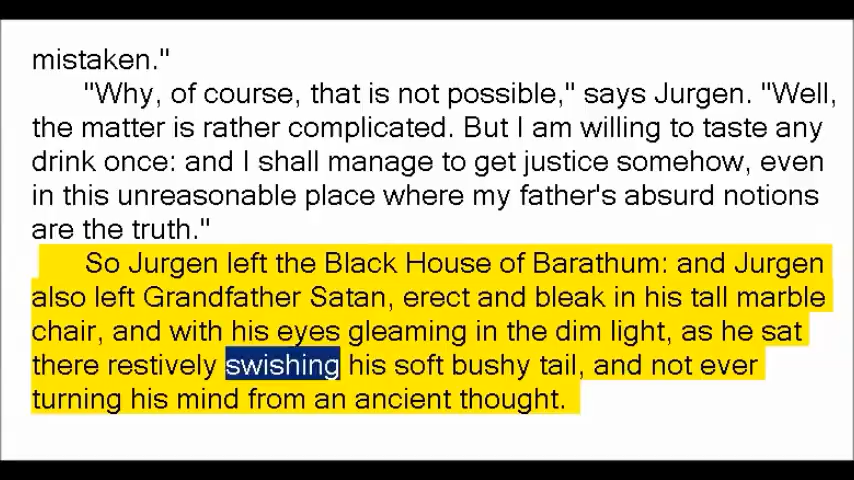 mistaken."
"Why, of course, that is not possible," says Jurgen. "Well,
the matter is rather complicated. But I am willing to taste any
drink once: and I shall manage to get justice somehow, even
in this unreasonable place where my father's absurd notions
are the truth."
So Jurgen left the Black House of Barathum: and Jurgen
also left Grandfather Satan, erect and bleak in his tall marble
chair, and with his eyes gleaming in the dim light, as he sat
there restively swishing his soft bushy tail, and not ever
turning his mind from an ancient thought.